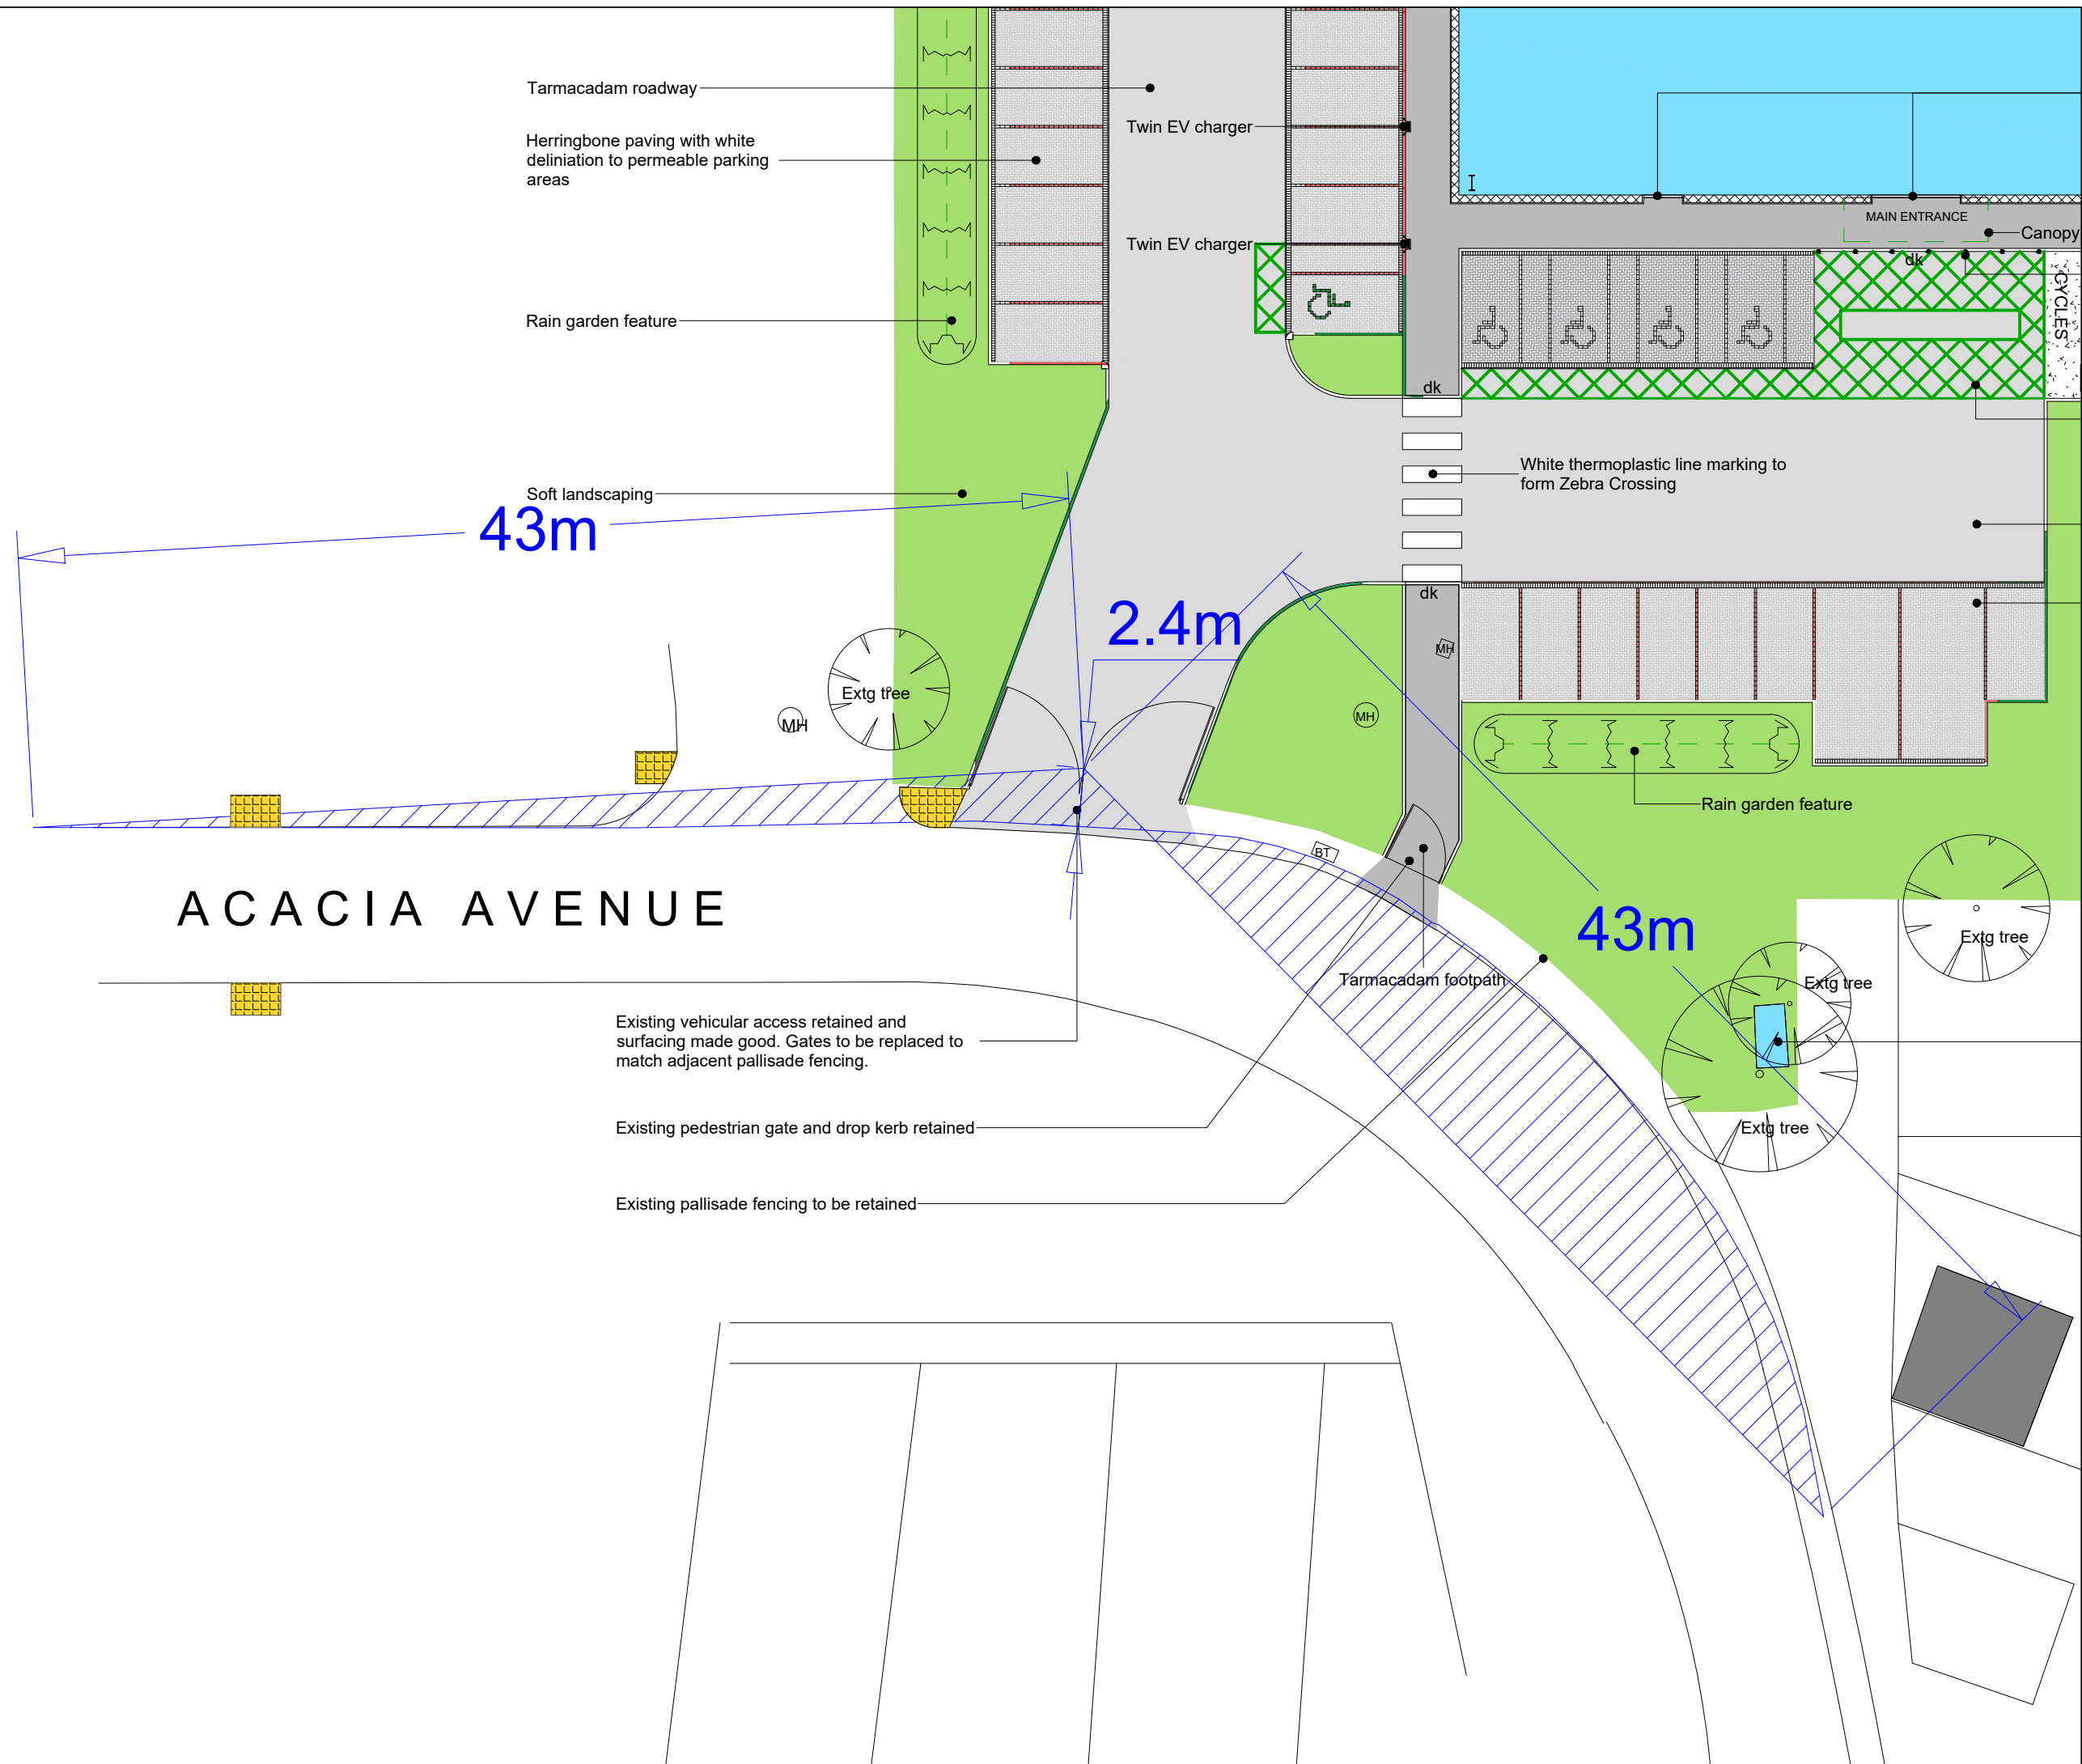 Tarmacadam roadway
Herringbone paving with white
deliniation to permeable parking
areas
Twin EV charger
Twin EV charger
Rain garden feature
Soft landscaping
MAIN ENTRANCE
Canopy
dk
CYCLES
dk
White thermoplastic line marking to
form Zebra Crossing
43m
2.4m
dk
MH
MH
MH
Extg tree
Rain garden feature
BT
ACACIA AVENUE
43m
Tarmacadam footpath
Extg tree
Extg tree
Extg tree
Existing vehicular access retained and
surfacing made good. Gates to be replaced to
match adjacent pallisade fencing.
Existing pedestrian gate and drop kerb retained
Existing pallisade fencing to be retained